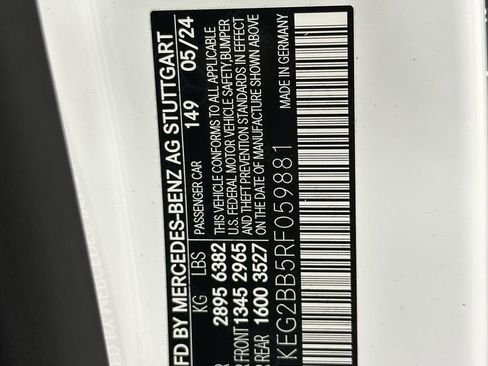 FD BY MERCEDES-BENZ AG STUTTGART
KG LBS PASSENGER CAR 149 05/24
2895 6382 THIS VEHICLE CONFORMS TO ALL APPLICABLE
U.S. FEDERAL MOTOR VEHICLE SAFETY, BUMPER
R FRONT 1345 2965 AND THEFT PREVENTION STANDARDS IN EFFECT
R REAR 1600 3527 ON THE DATE OF MANUFACTURE SHOWN ABOVE
KEG2BB5RF059881 MADE IN GERMANY